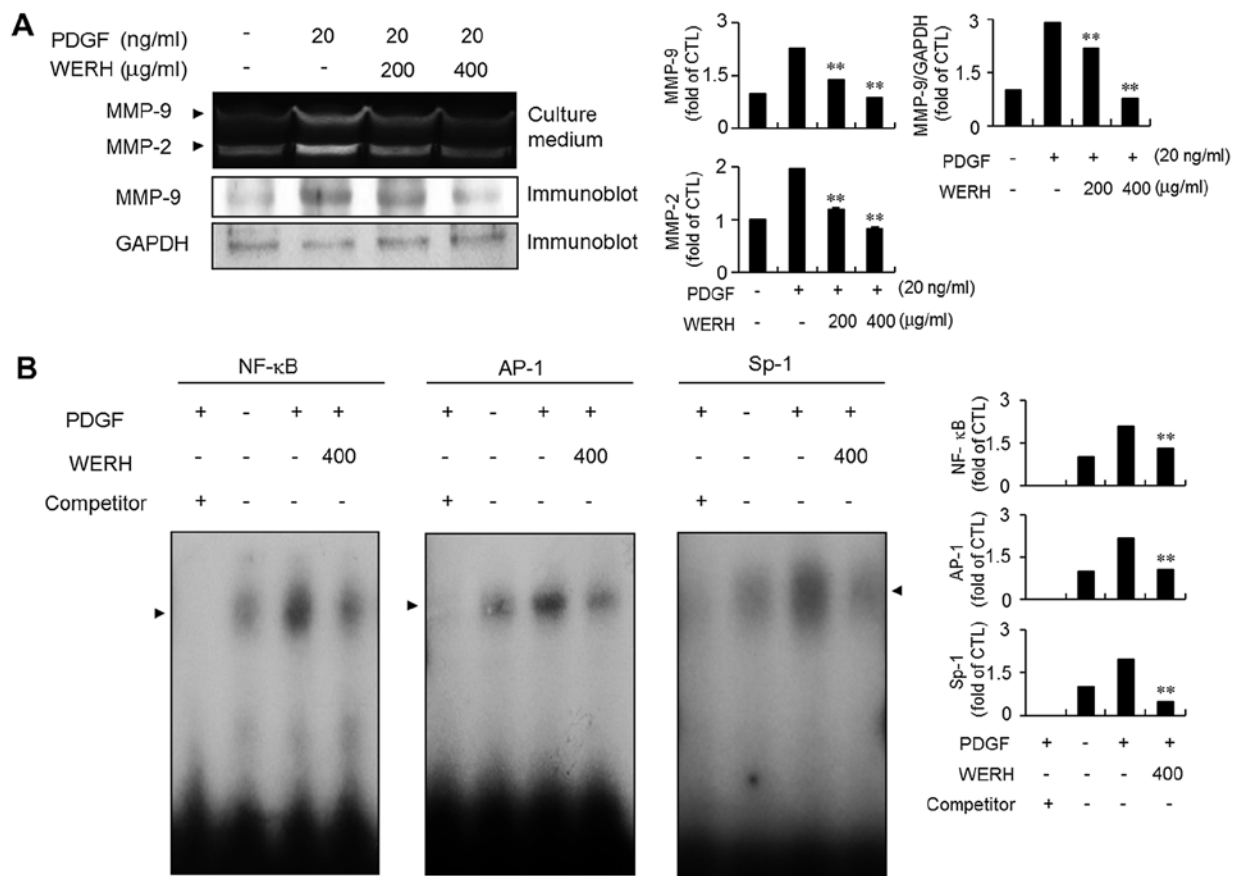 A
PDGF (ng/ml) - 20 20 20
WERH (μg/ml) - - 200 400
MMP-9
MMP-2
Culture medium
MMP-9
Immunoblot
GAPDH
Immunoblot
MMP-9
(fold of CTL)
3
1.5
0
** **
MMP-2
(fold of CTL)
2
1
0
** **
PDGF - + + + (20 ng/ml)
WERH - - 200 400 (μg/ml)
MMP-9/GAPDH
(fold of CTL)
3
1.5
0
** **
PDGF - + + + (20 ng/ml)
WERH - - 200 400 (μg/ml)
B
NF-κB AP-1 Sp-1
PDGF + - + + + - + + + - + +
WERH - - - 400 - - - 400 - - - 400
Competitor + - - - + - - - + - - -
NF- κB
(fold of CTL)
3
1.5
0
**
AP-1
(fold of CTL)
3
1.5
0
**
Sp-1
(fold of CTL)
3
1.5
0
**
PDGF + - + +
WERH - - - 400
Competitor + - - -